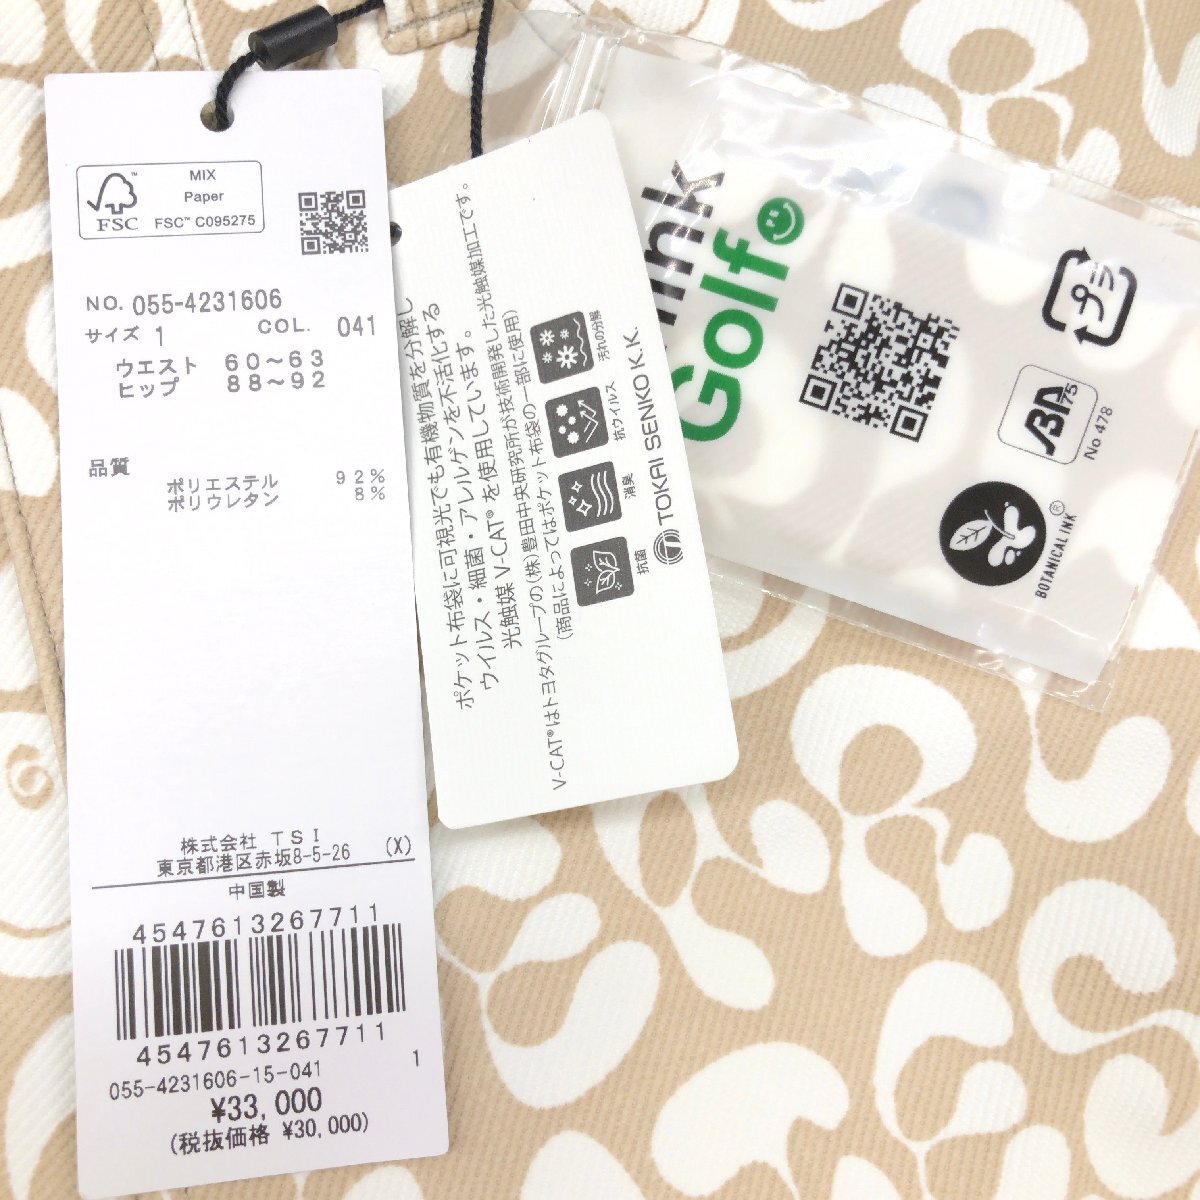 MIX
Paper
FSC™ C095275
FSC
NO. 055-4231606
サイズ 1 COL. 041
ウエスト 60～63
ヒップ 88～92
品質
ポリエステル 92%
ポリウレタン 8%
株式会社 TSI
東京都港区赤坂8-5-26 (X)
中国製
4547613267711
4547613267711
055-4231606-15-041 1
¥33,000
(税抜価格 ¥30,000)
ポケット布袋に可視光でも有機物質を分解し
ウイルス・細菌・アレルゲンを不活化する
光触媒 V-CAT® を使用しています。
V-CAT®はトヨタグループの(株)豊田中央研究所が技術開発した光触媒加工です。
(商品によってはポケット布袋の一部に使用)
抗菌
消臭
抗ウイルス
汚れの分解
TOKAI SENKO K.K.
ink
Golf
プラ
75
No 478
BOTANICAL INK
®